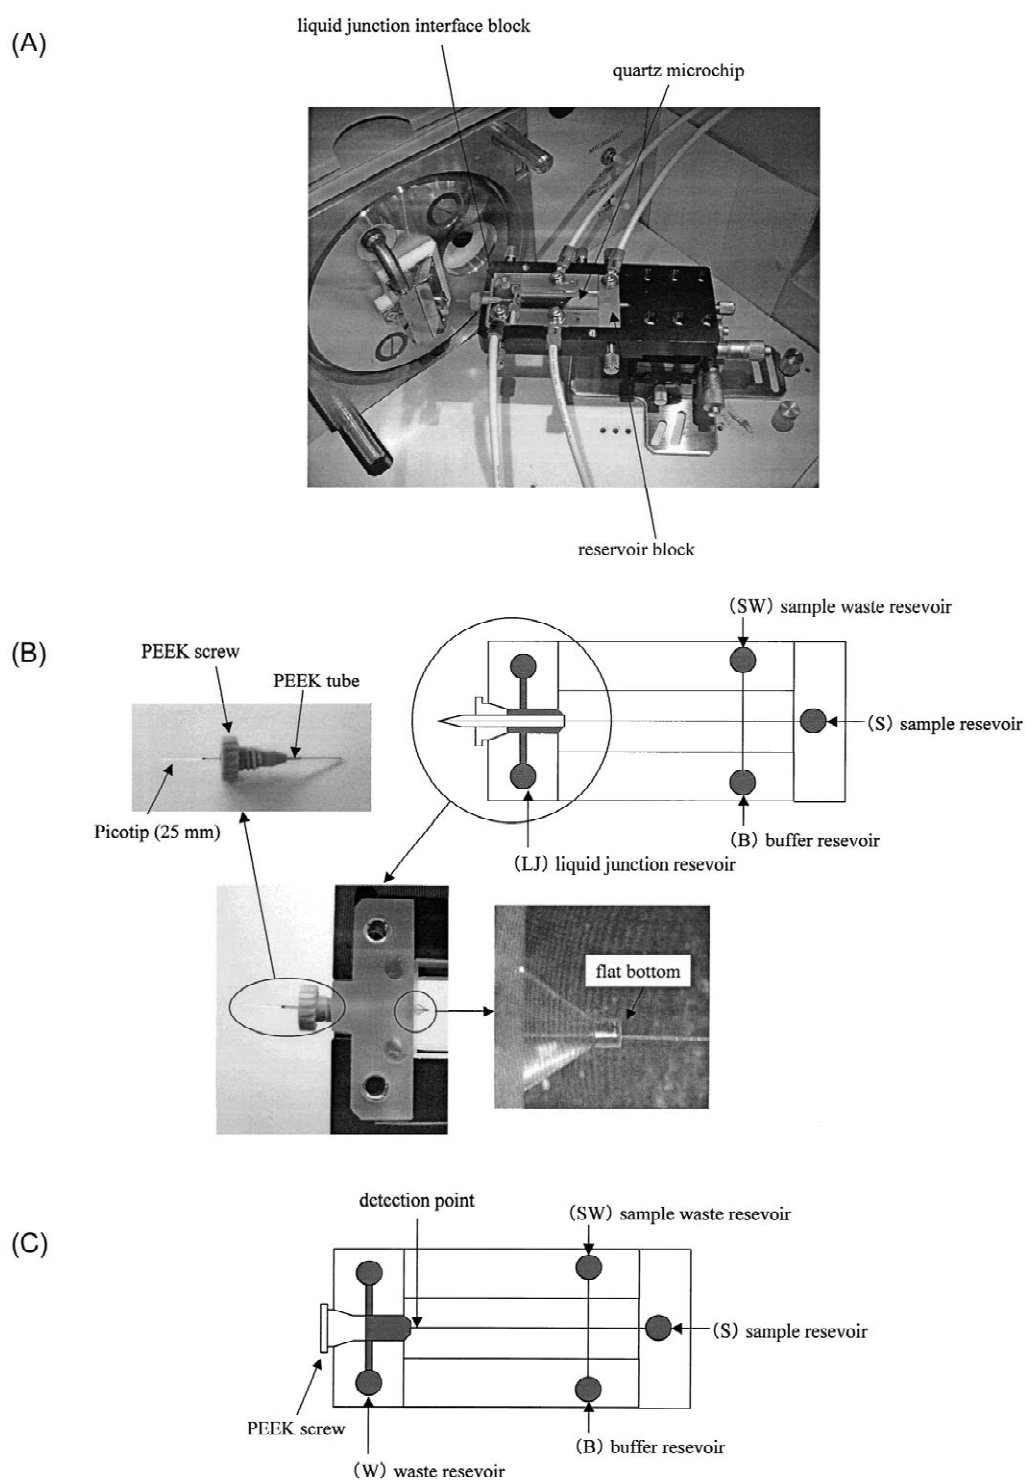 (A)
liquid junction interface block
quartz microchip
reservoir block
(B)
PEEK screw
PEEK tube
Picotip (25 mm)
(SW) sample waste resevoir
(S) sample resevoir
(B) buffer resevoir
(LJ) liquid junction resevoir
flat bottom
(C)
detection point
(SW) sample waste resevoir
(S) sample resevoir
PEEK screw
(B) buffer resevoir
(W) waste resevoir